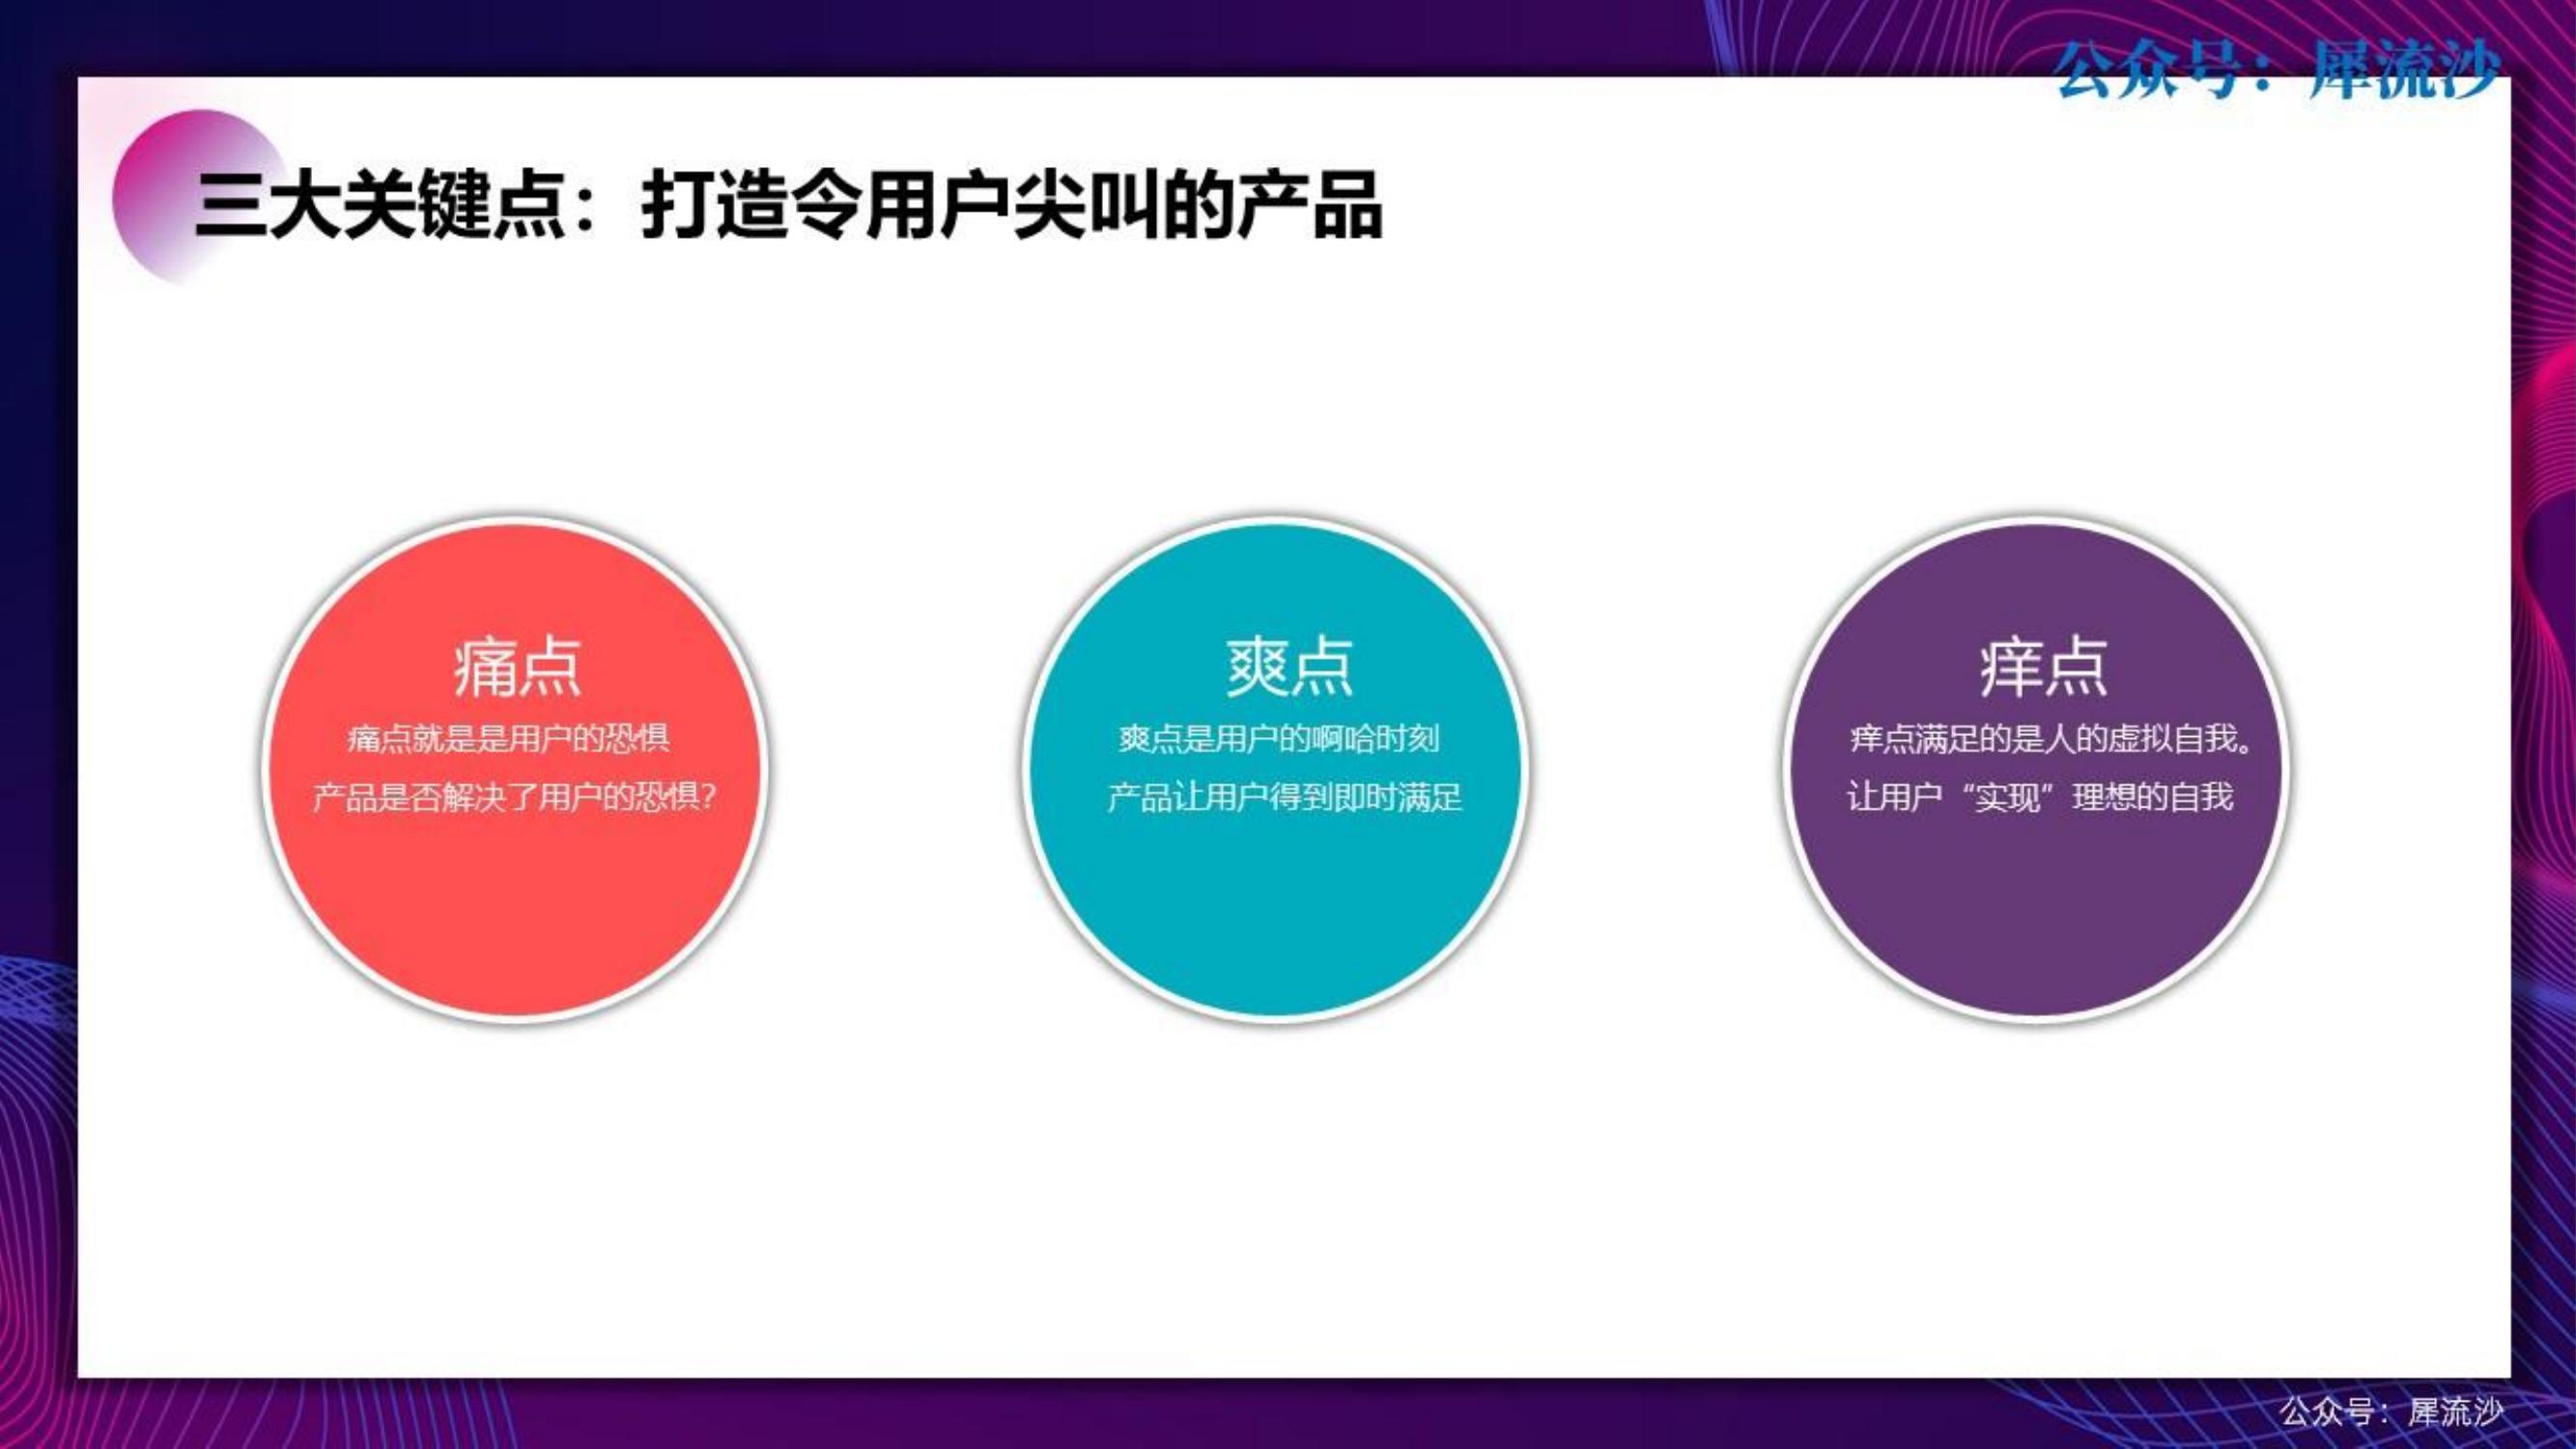 公众号：犀流沙
三大关键点：打造令用户尖叫的产品
痛点
痛点就是是用户的恐惧
产品是否解决了用户的恐惧？
爽点
爽点是用户的啊哈时刻
产品让用户得到即时满足
痒点
痒点满足的是人的虚拟自我。
让用户“实现”理想的自我
公众号：犀流沙